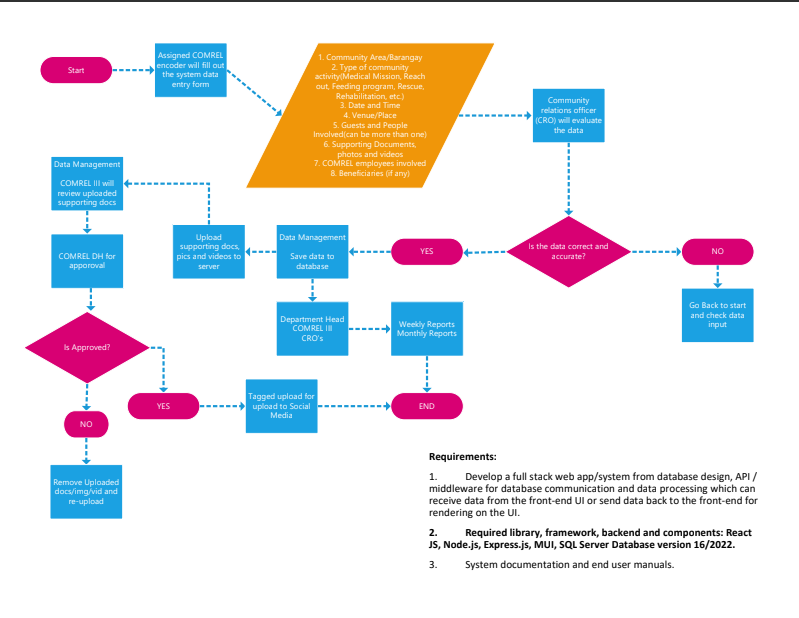 Start
Assigned COMREL
encoder will fill out
the system data
entry form
1. Community Area/Barangay
2. Type of community
activity(Medical Mission, Reach
out, Feeding program, Rescue,
Rehabilitation, etc.)
3. Date and Time
4. Venue/Place
5. Guests and People
Involved(can be more than one)
6. Supporting Documents,
photos and videos
7. COMREL employees involved
8. Beneficiaries (if any)
Community
relations officer
(CRO) will evaluate
the data
Is the data correct and
accurate?
NO
Go Back to start
and check data
input
YES
Data Management
Save data to
database
Upload
supporting docs,
pics and videos to
server
Data Management
COMREL III will
review uploaded
supporting docs
COMREL DH for
apporoval
Is Approved?
Department Head
COMREL III
CRO's
Weekly Reports
Monthly Reports
YES
Tagged upload for
upload to Social
Media
END
NO
Remove Uploaded
docs/img/vid and
re-upload
Requirements:
1. Develop a full stack web app/system from database design, API /
middleware for database communication and data processing which can
receive data from the front-end UI or send data back to the front-end for
rendering on the UI.
2. Required library, framework, backend and components: React
JS, Node.js, Express.js, MUI, SQL Server Database version 16/2022.
3. System documentation and end user manuals.